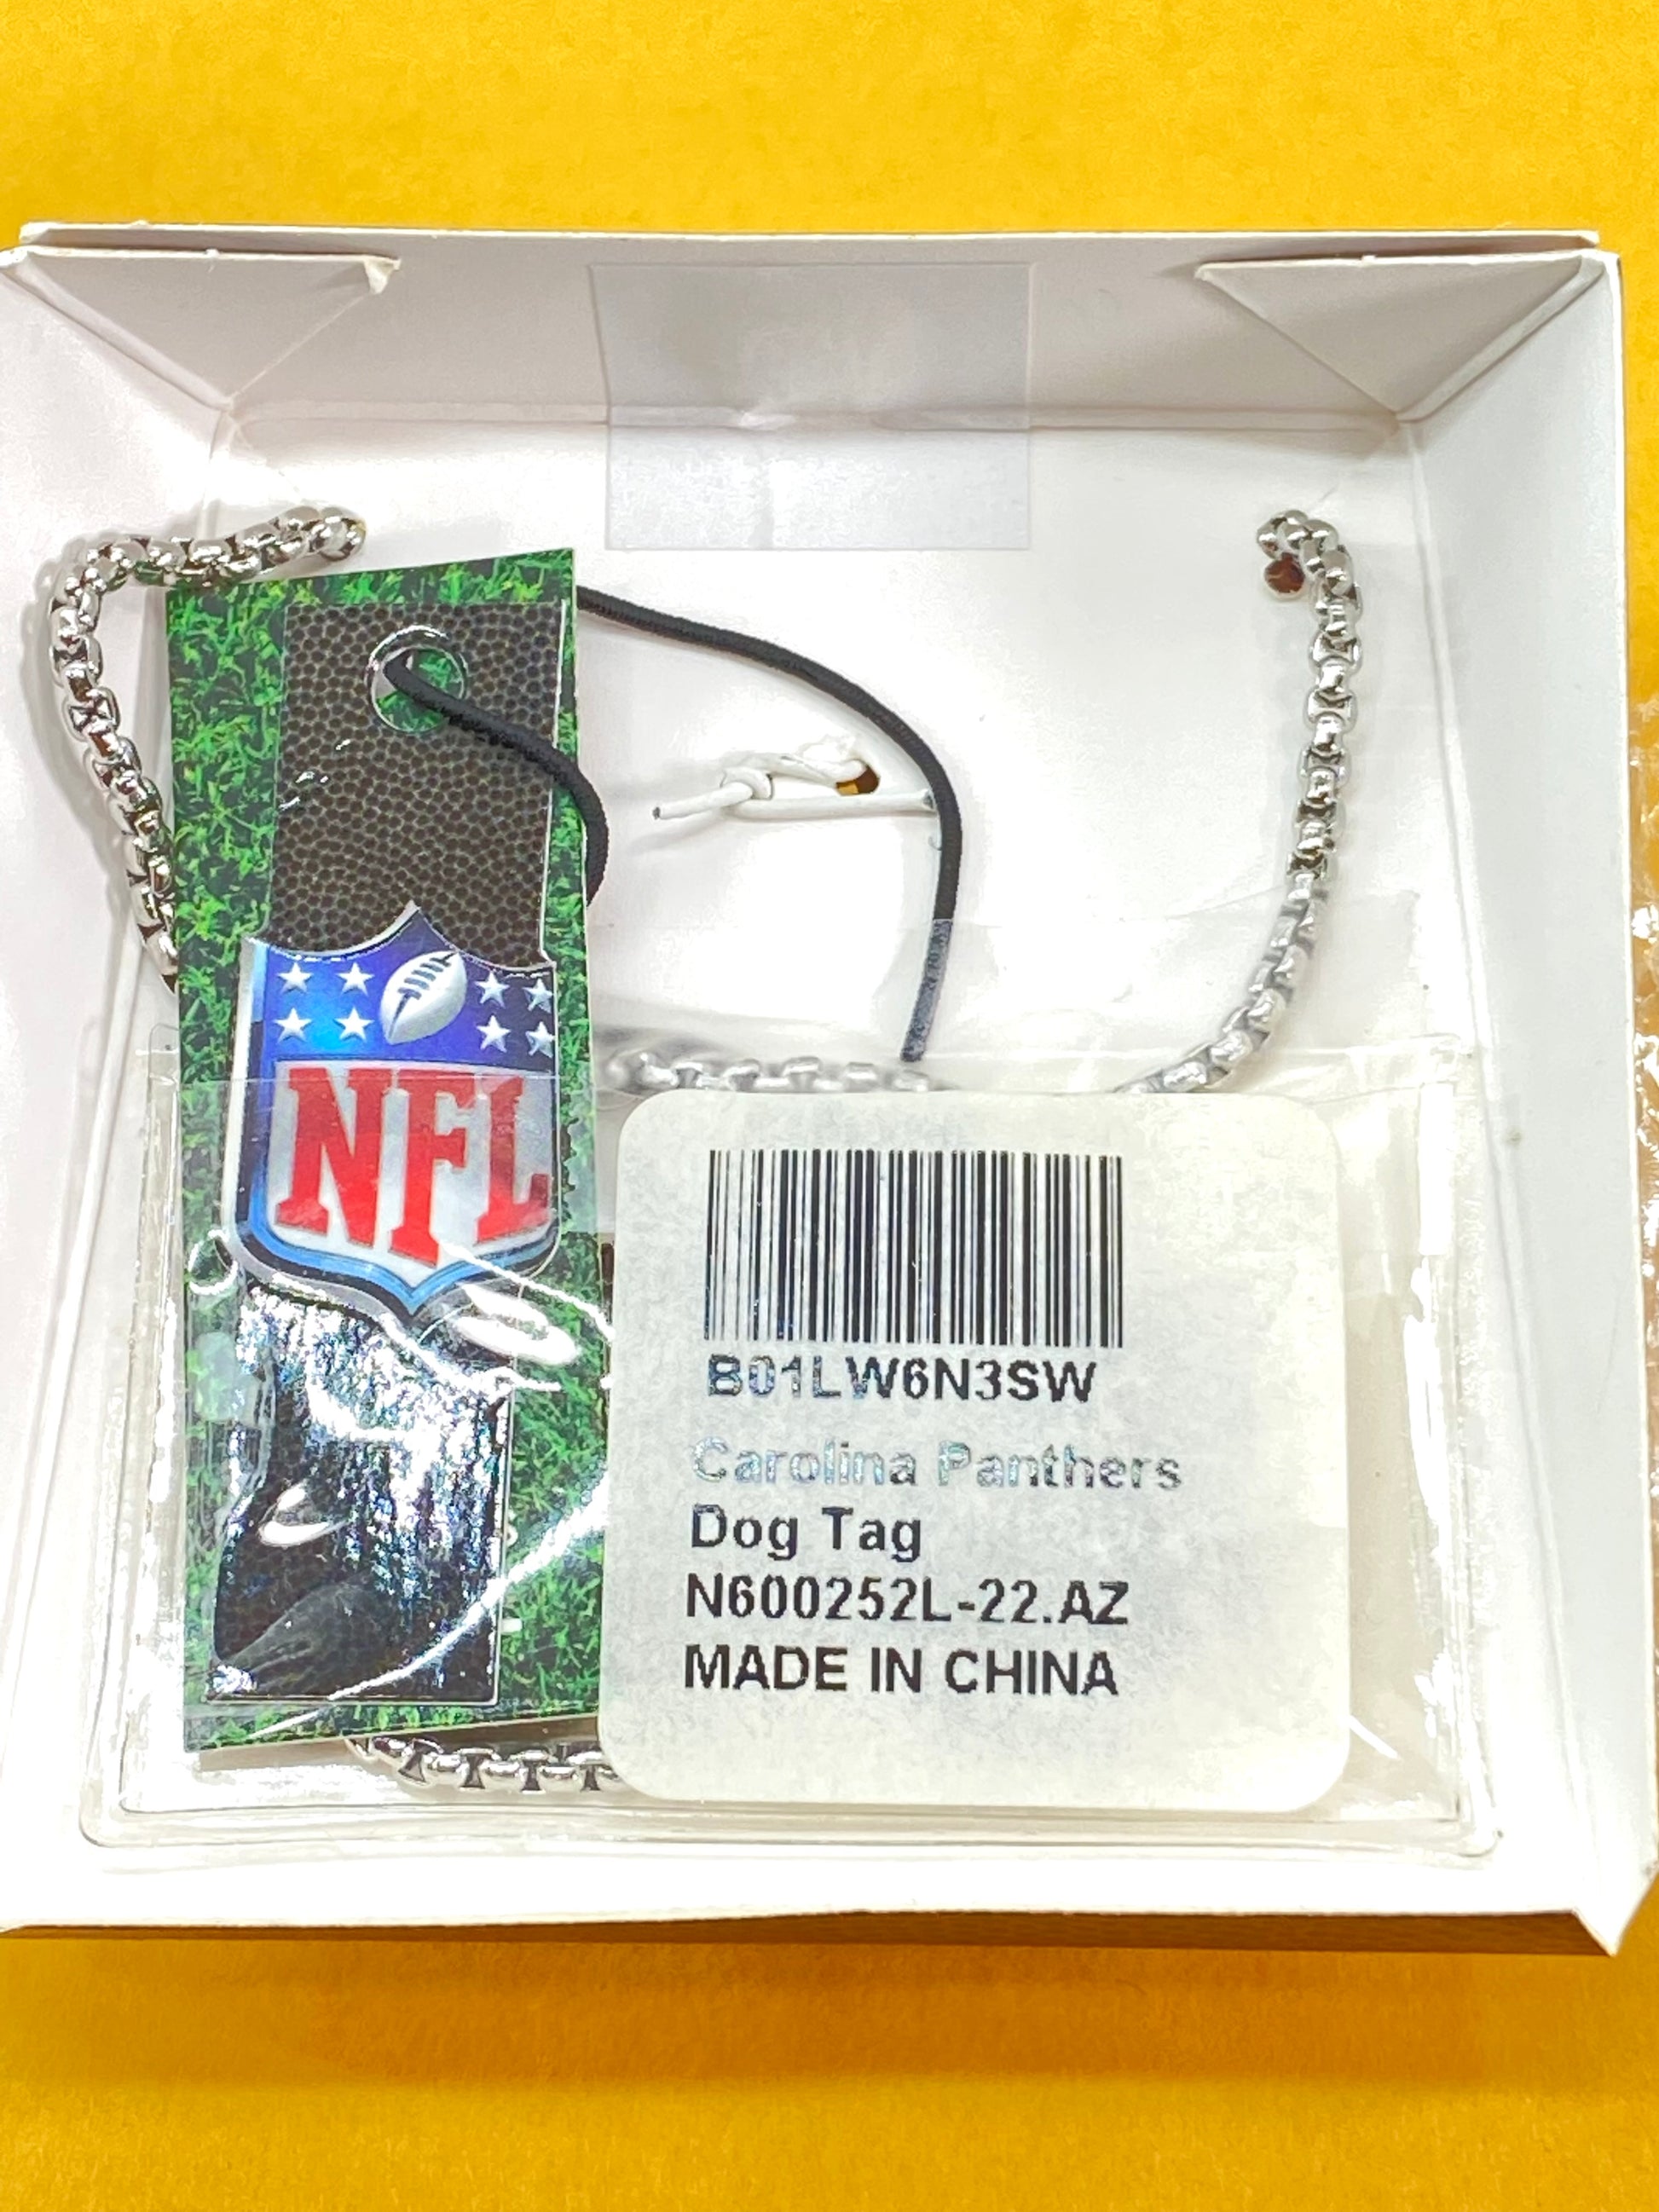 NFL
B01LW6N3SW
Carolina Panthers
Dog Tag
N600252L-22.AZ
MADE IN CHINA